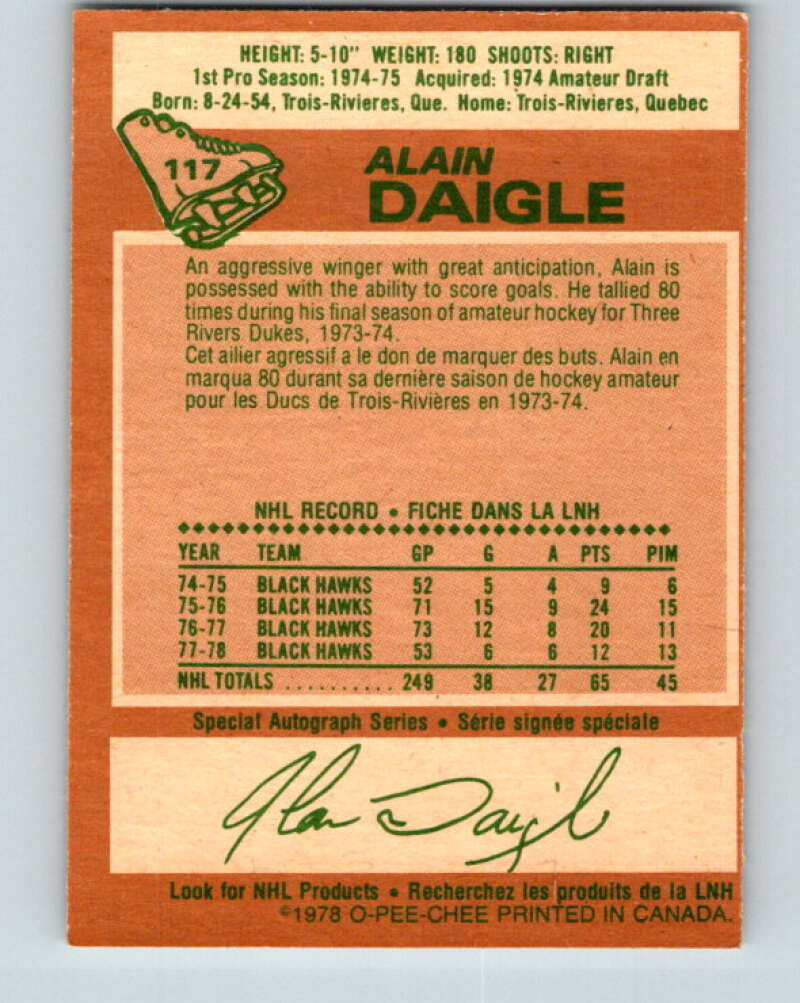 HEIGHT: 5-10" WEIGHT: 180 SHOOTS: RIGHT
1st Pro Season: 1974-75 Acquired: 1974 Amateur Draft
Born: 8-24-54, Trois-Rivieres, Que. Home: Trois-Rivieres, Quebec
117
ALAIN
DAIGLE
An aggressive winger with great anticipation, Alain is
possessed with the ability to score goals. He tallied 80
times during his final season of amateur hockey for Three
Rivers Dukes, 1973-74.
Cet ailier agressif a le don de marquer des buts. Alain en
marqua 80 durant sa dernière saison de hockey amateur
pour les Ducs de Trois-Rivières en 1973-74.
NHL RECORD • FICHE DANS LA LNH
YEAR TEAM GP G A PTS PIM
74-75 BLACK HAWKS 52 5 4 9 6
75-76 BLACK HAWKS 71 15 9 24 15
76-77 BLACK HAWKS 73 12 8 20 11
77-78 BLACK HAWKS 53 6 6 12 13
NHL TOTALS .......... 249 38 27 65 45
Special Autograph Series • Série signée spéciale
Alain Daigle
Look for NHL Products • Recherchez les produits de la LNH
©1978 O-PEE-CHEE PRINTED IN CANADA.